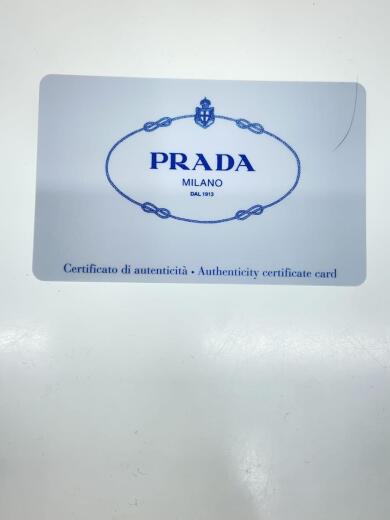 PRADA
MILANO
DAL 1913
Certificato di autenticità • Authenticity certificate card